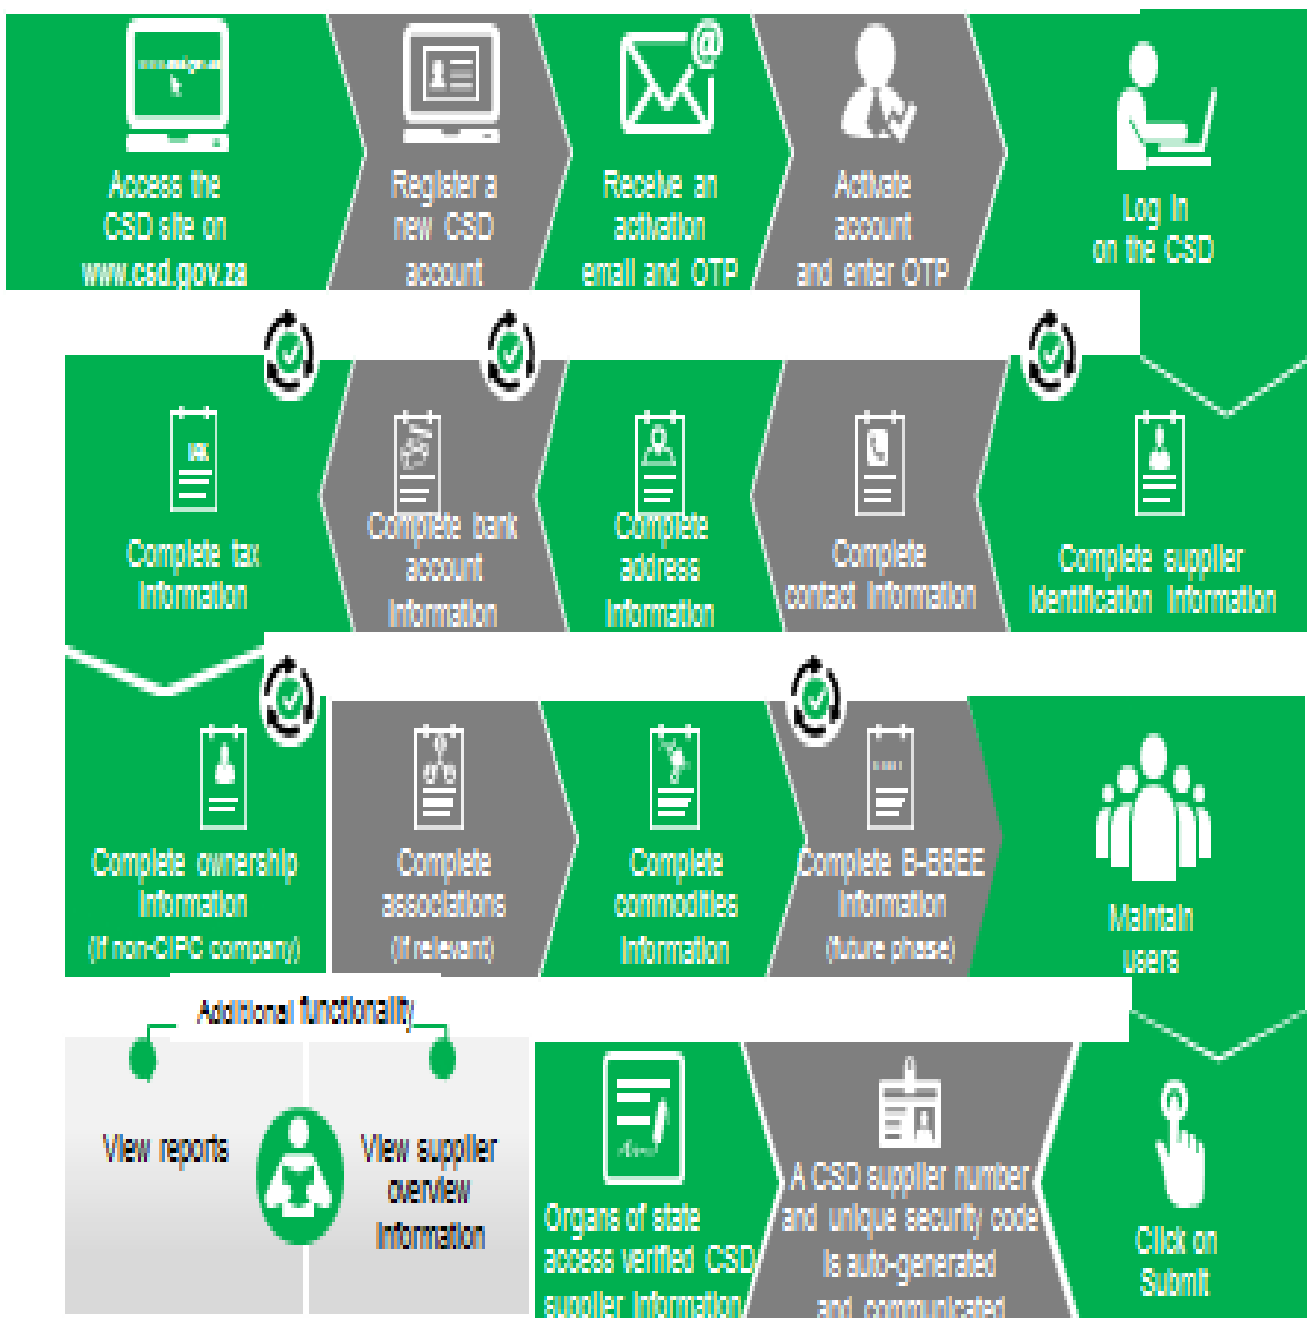 Access the
CSD site on
www.csd.gov.za
Register a
new CSD
account
Receive an
activation
email and OTP
Activate
account
and enter OTP
Log in
on the CSD
Complete supplier
identification information
Complete
contact information
Complete
address
information
Complete bank
account
information
Complete tax
information
Complete ownership
information
(if non-CIPC company)
Complete
associations
(if relevant)
Complete
commodities
information
Complete B-BBEE
information
(future phase)
Maintain
users
Click on
Submit
A CSD supplier number
and unique security code
is auto-generated
and communicated
Organs of state
access verified CSD
supplier information
Additional functionality
View reports
View supplier
overview
information